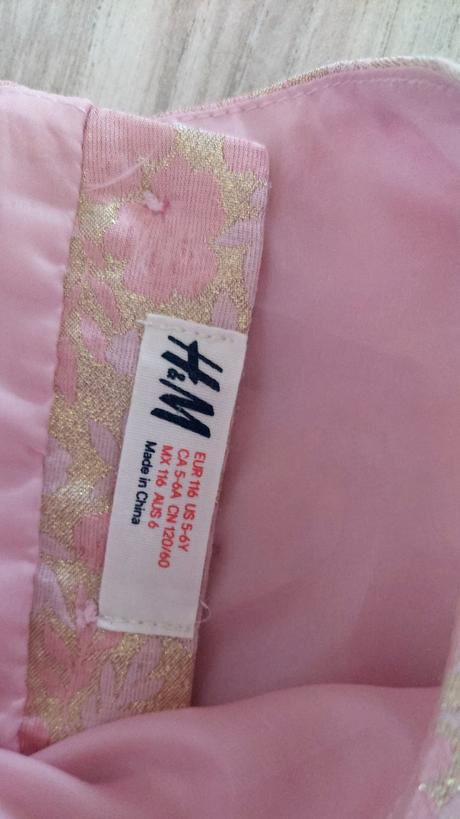 H&M
EUR 116 US 5-6Y
CA 5-6A CN 120/60
MX 116 AUS 6
Made in China